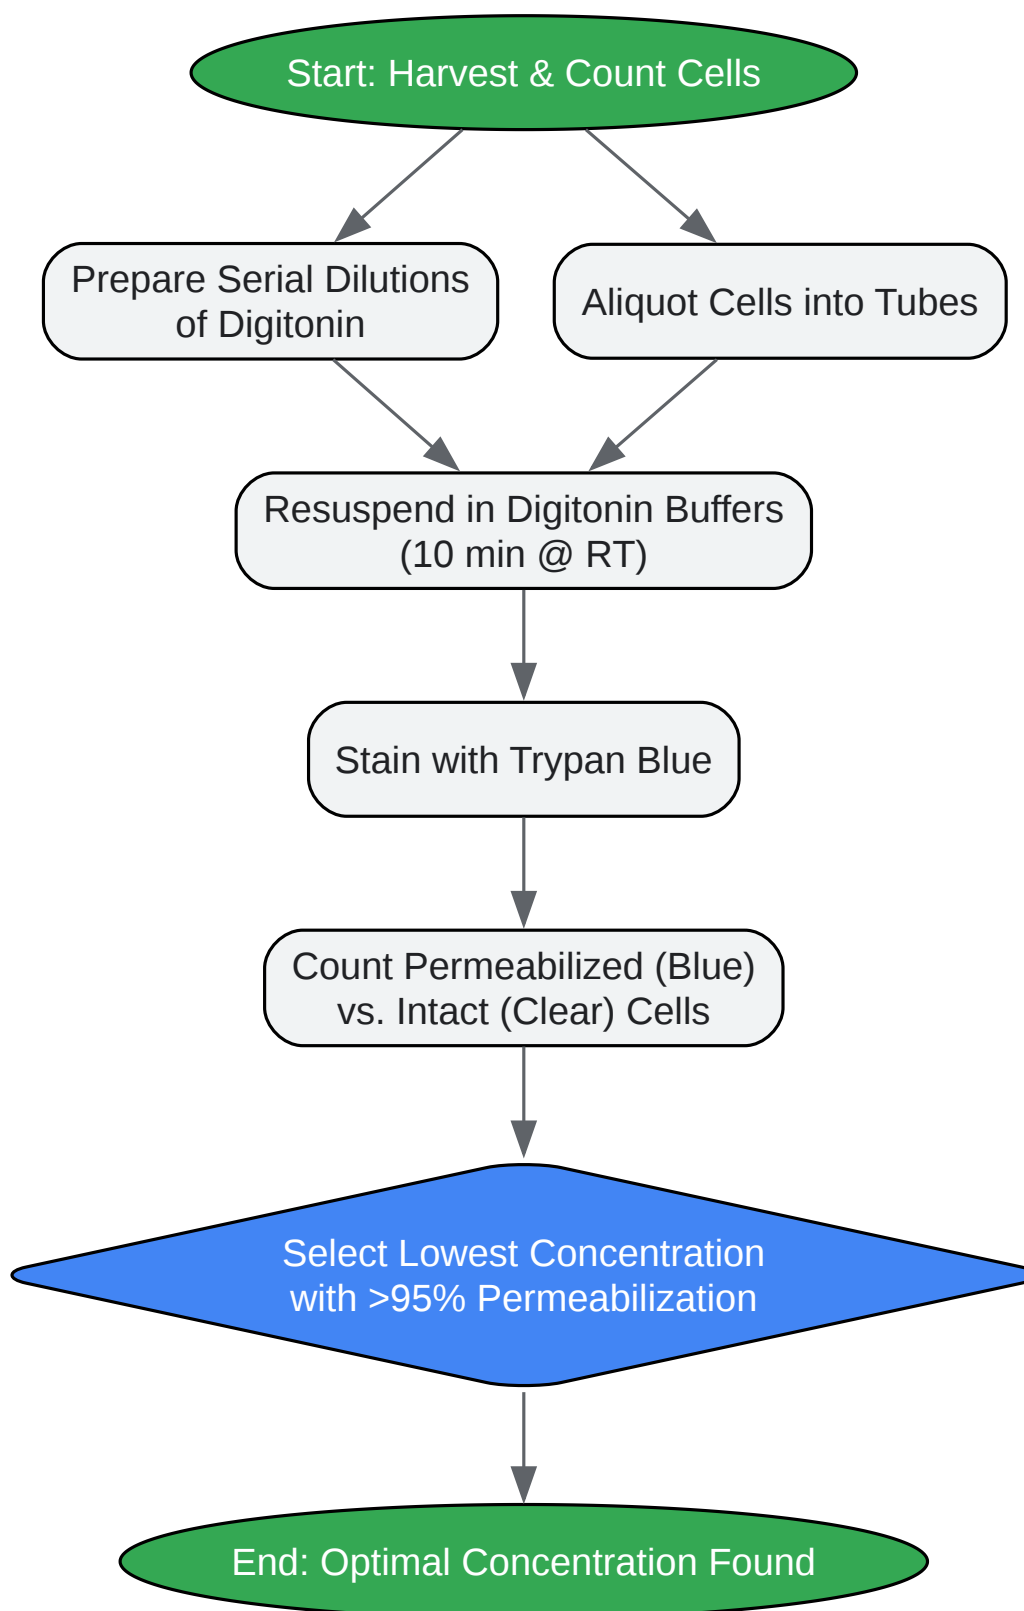 Start: Harvest & Count Cells
Prepare Serial Dilutions
of Digitonin
Aliquot Cells into Tubes
Resuspend in Digitonin Buffers
(10 min @ RT)
Stain with Trypan Blue
Count Permeabilized (Blue)
vs. Intact (Clear) Cells
Select Lowest Concentration
with >95% Permeabilization
End: Optimal Concentration Found